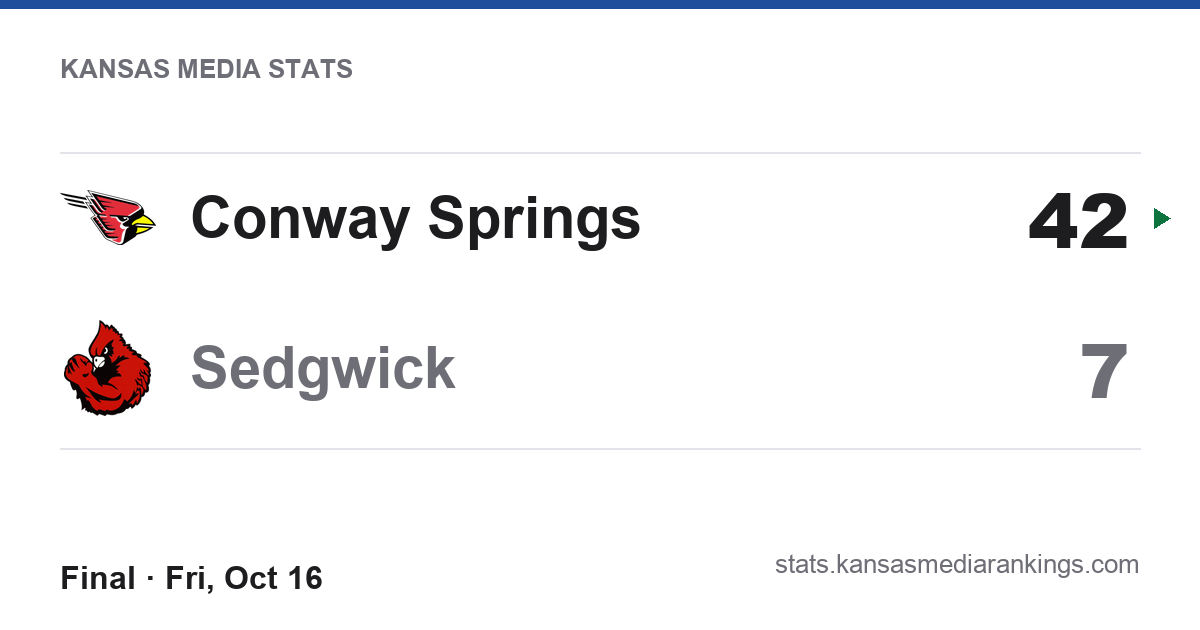 KANSAS MEDIA STATS
Conway Springs 42
Sedgwick 7
Final · Fri, Oct 16
stats.kansasmediarankings.com